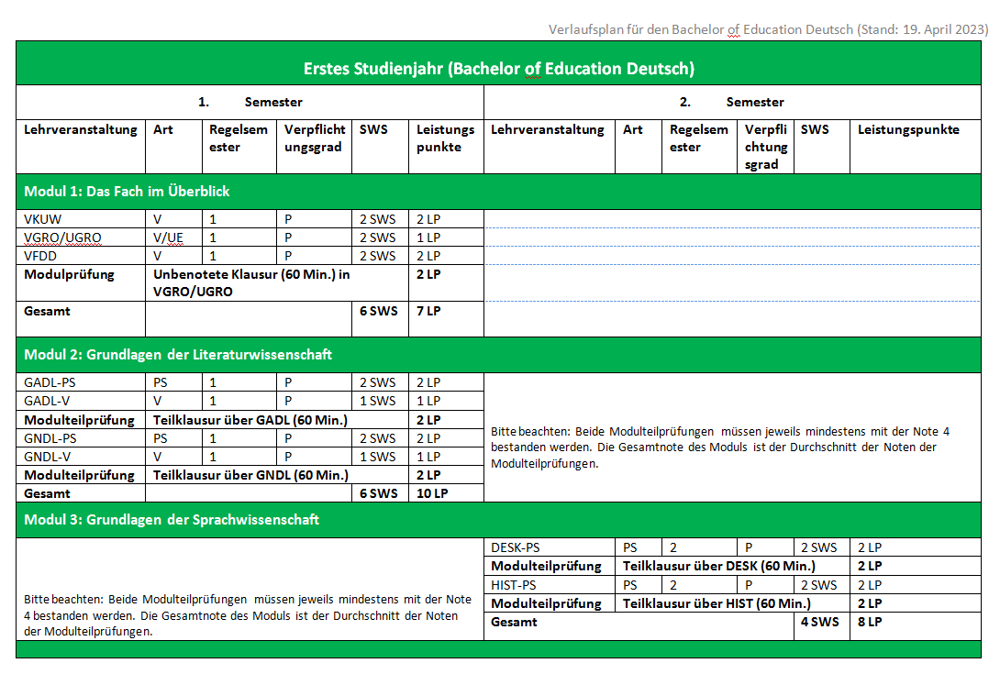 Verlaufsplan für den Bachelor of Education Deutsch (Stand: 19. April 2023)
Erstes Studienjahr (Bachelor of Education Deutsch)
1. Semester 2. Semester
Lehrveranstaltung Art Regelsem Verpflicht SWS Leistungs Lehrveranstaltung Art Regelsem Verpfli SWS Leistungspunkte
ester ungsgrad punkte ester chtung
sgrad
Modul 1: Das Fach im Überblick
VKUW V 1 P 2 SWS 2 LP
VGRO/UGRO V/UE 1 P 2 SWS 1 LP
VFDD V 1 P 2 SWS 2 LP
Modulprüfung Unbenotete Klausur (60 Min.) in 2 LP
VGRO/UGRO
Gesamt 6 SWS 7 LP
Modul 2: Grundlagen der Literaturwissenschaft
GADL-PS PS 1 P 2 SWS 2 LP
GADL-V V 1 P 1 SWS 1 LP
Modulteilprüfung Teilklausur über GADL (60 Min.) 2 LP
GNDL-PS PS 1 P 2 SWS 2 LP
GNDL-V V 1 P 1 SWS 1 LP
Modulteilprüfung Teilklausur über GNDL (60 Min.) 2 LP
Gesamt 6 SWS 10 LP
Bitte beachten: Beide Modulteilprüfungen müssen jeweils mindestens mit der Note 4
bestanden werden. Die Gesamtnote des Moduls ist der Durchschnitt der Noten der
Modulteilprüfungen.
Modul 3: Grundlagen der Sprachwissenschaft
Bitte beachten: Beide Modulteilprüfungen müssen jeweils mindestens mit der Note
4 bestanden werden. Die Gesamtnote des Moduls ist der Durchschnitt der Noten
der Modulteilprüfungen.
DESK-PS PS 2 P 2 SWS 2 LP
Modulteilprüfung Teilklausur über DESK (60 Min.) 2 LP
HIST-PS PS 2 P 2 SWS 2 LP
Modulteilprüfung Teilklausur über HIST (60 Min.) 2 LP
Gesamt 4 SWS 8 LP